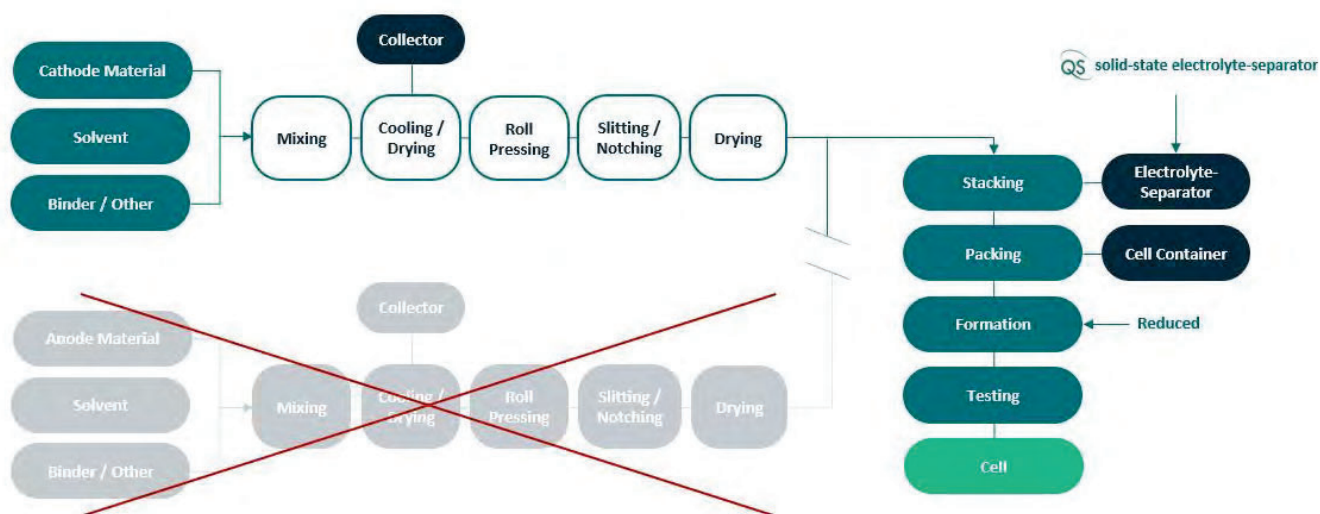 Collector
QS solid-state electrolyte-separator
Cathode Material
Solvent
Binder / Other
Mixing
Cooling /
Drying
Roll
Pressing
Slitting /
Notching
Drying
Stacking
Electrolyte-
Separator
Packing
Cell Container
Formation
Reduced
Testing
Cell
Collector
Anode Material
Solvent
Binder / Other
Mixing
Cooling /
Drying
Roll
Pressing
Slitting /
Notching
Drying